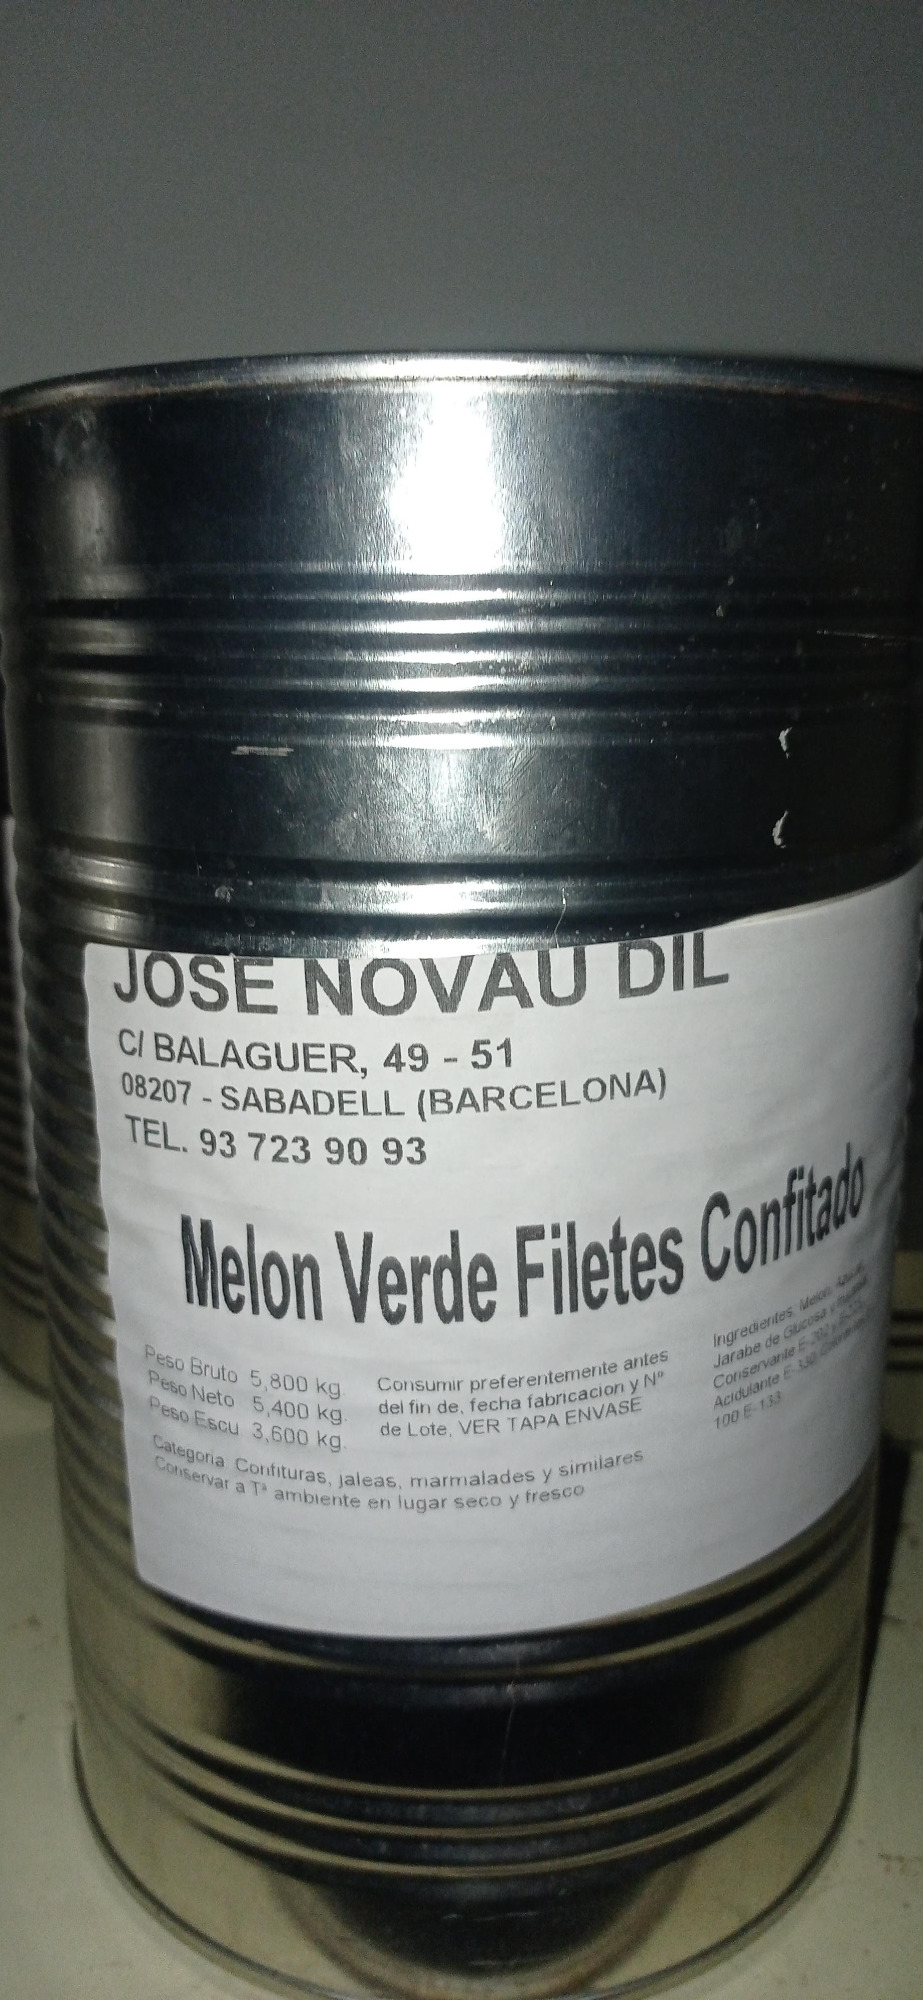 JOSE NOVAU DIL
C/ BALAGUER, 49 - 51
08207 - SABADELL (BARCELONA)
TEL. 93 723 90 93
Melon Verde Filetes Confitado
Peso Bruto 5,800 kg.
Peso Neto 5,400 kg.
Peso Escu 3,600 kg.
Consumir preferentemente antes
del fin de, fecha fabricacion y Nº
de Lote, VER TAPA ENVASE
Categoria Confituras, jaleas, marmalades y similares
Conservar a Tª ambiente en lugar seco y fresco
Ingredientes: Melon, Azucar,
Jarabe de Glucosa y
Conservante E-202 y
Acidulante E-330
100 E-133